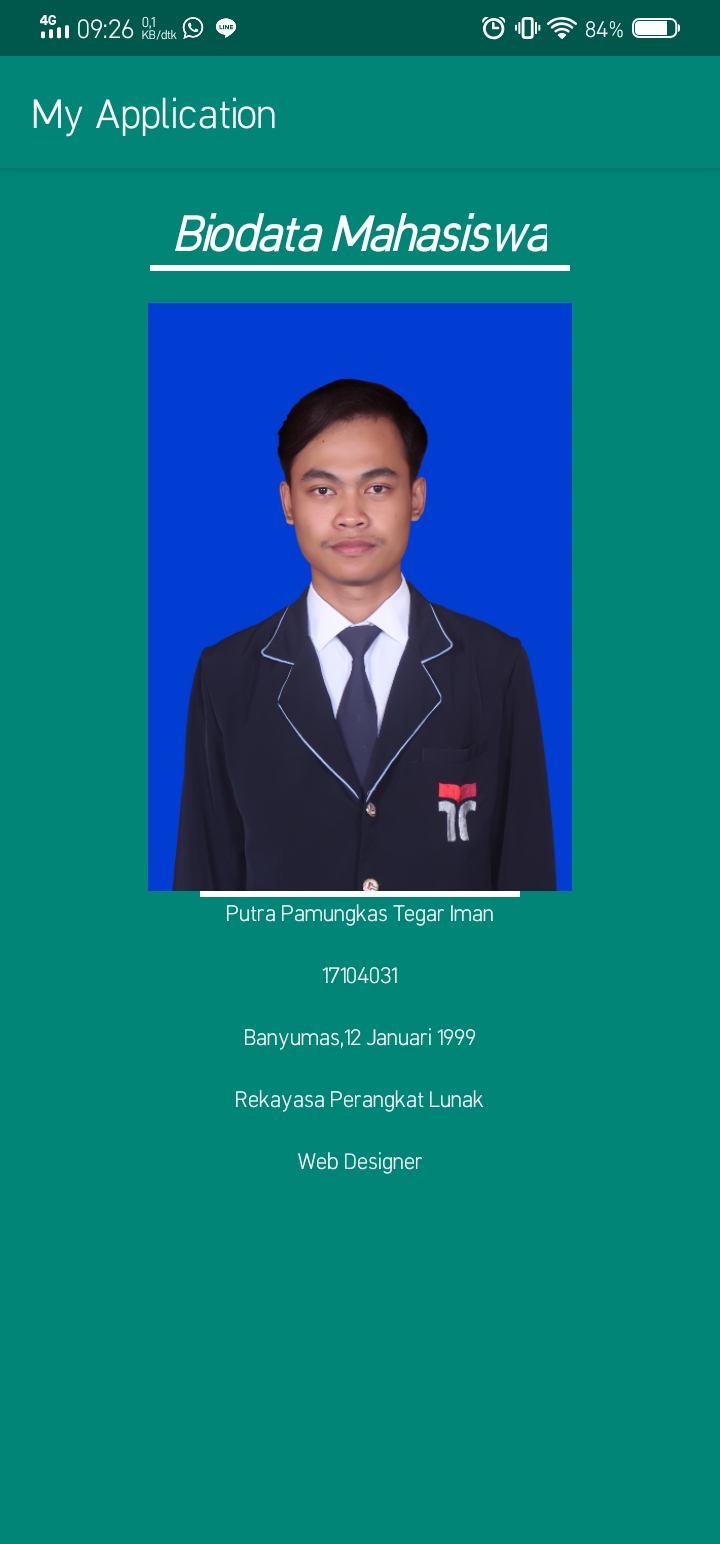 4G 09:26 0,1 KB/dtk LINE 84%
My Application
Biodata Mahasiswa
Putra Pamungkas Tegar Iman
17104031
Banyumas,12 Januari 1999
Rekayasa Perangkat Lunak
Web Designer